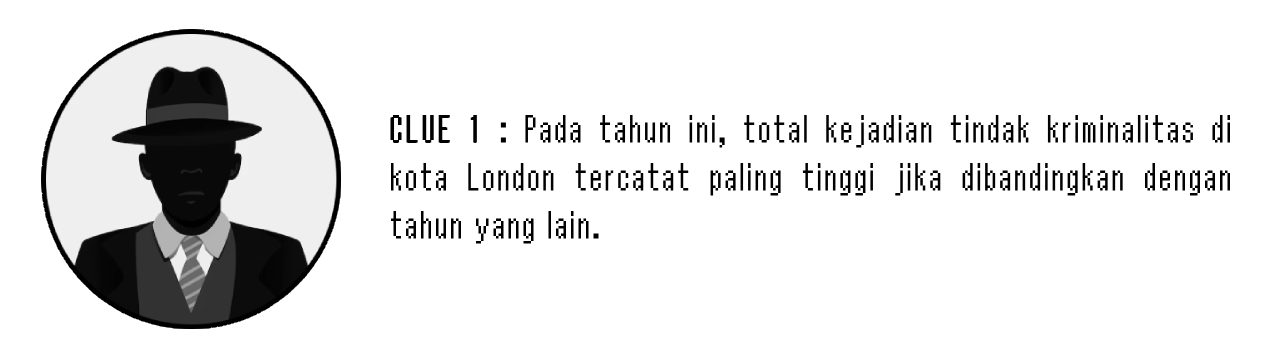 CLUE 1 : Pada tahun ini, total kejadian tindak kriminalitas di
kota London tercatat paling tinggi jika dibandingkan dengan
tahun yang lain.